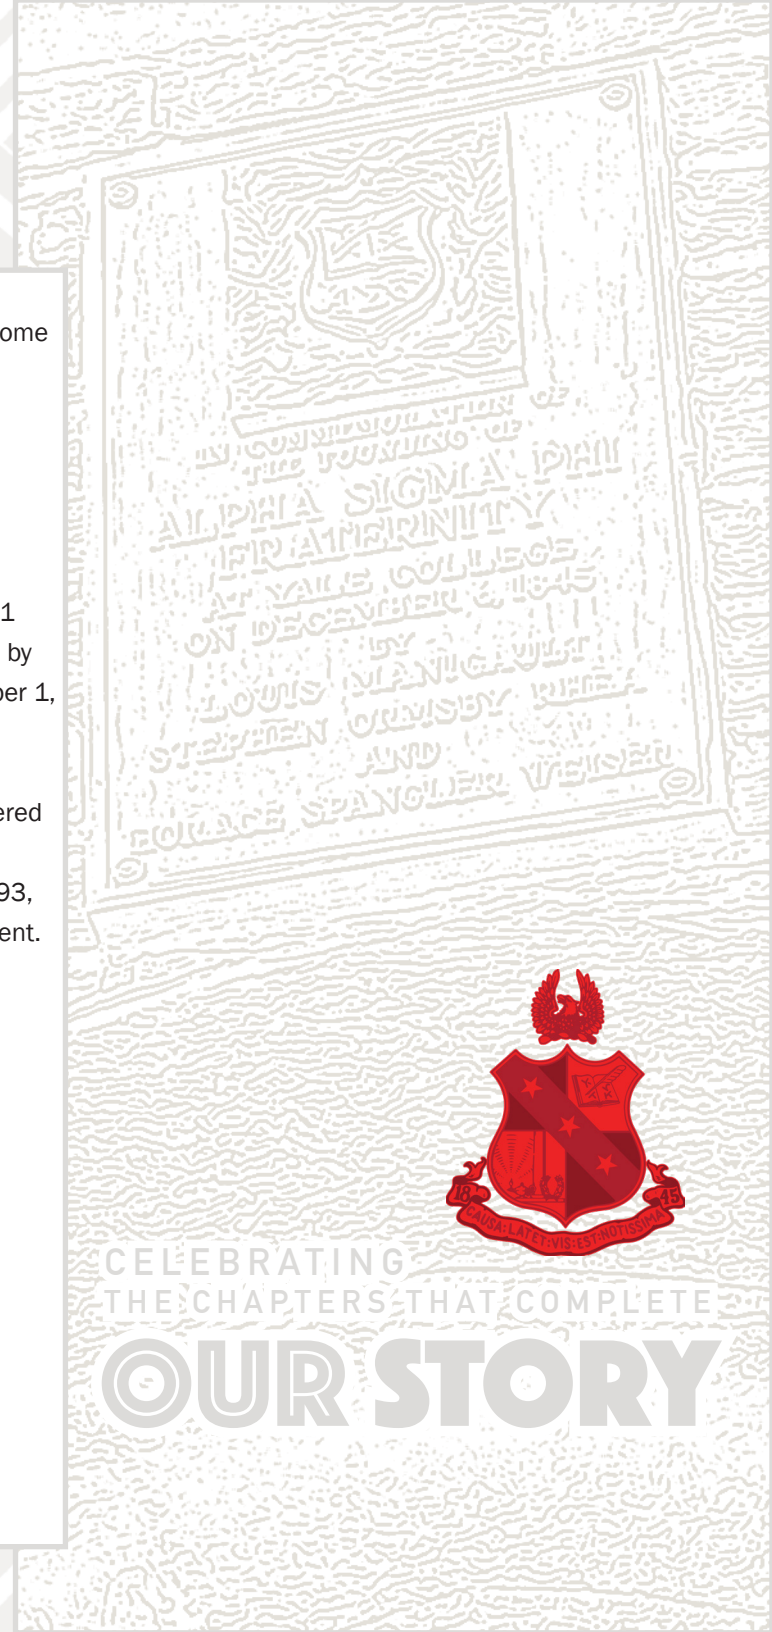 ome
1
by
er 1,
ered
93,
ent.
IN COMMEMORATION OF
THE FOUNDING OF
ALPHA SIGMA PHI
FRATERNITY
AT YALE COLLEGE
ON DECEMBER 6, 1845
BY
LOUIS MANIGAULT
STEPHEN ORMSBY RHEA
AND
HORACE SPANGLER WEISER
18 45
CAUSA:LATET:VIS:EST:NOTISSIMA
CELEBRATING
THE CHAPTERS THAT COMPLETE
OUR STORY